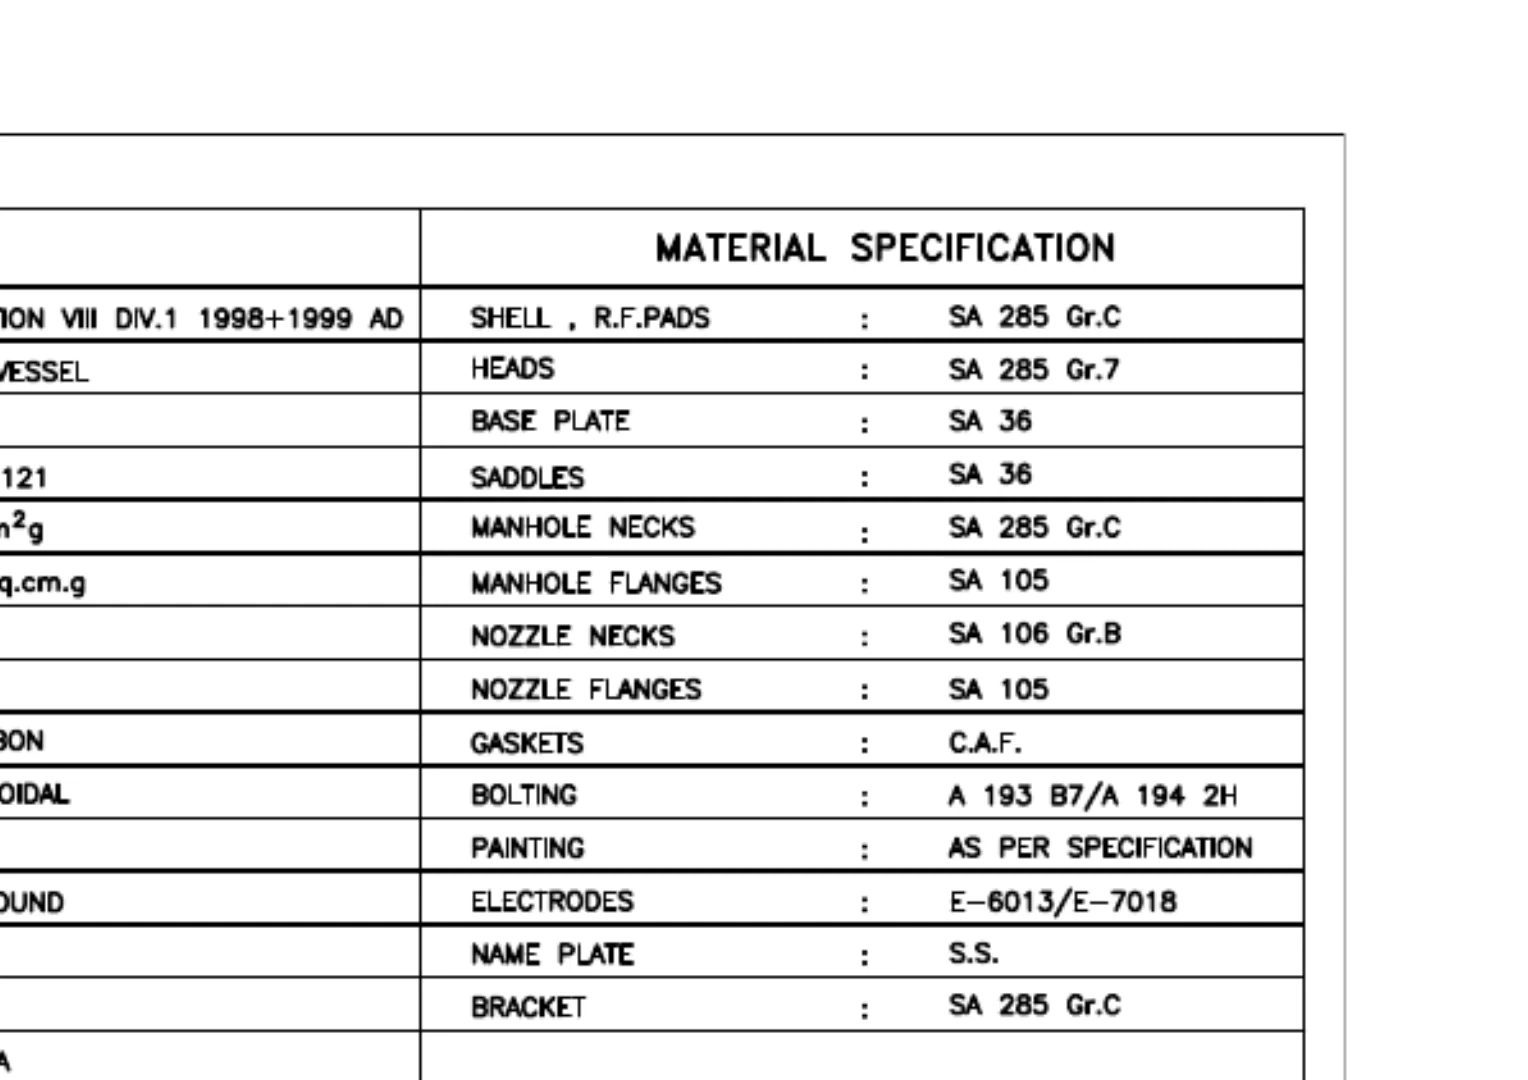 MATERIAL SPECIFICATION
TION VIII DIV.1 1998+1999 AD SHELL , R.F.PADS : SA 285 Gr.C
VESSEL HEADS : SA 285 Gr.7
BASE PLATE : SA 36
121 SADDLES : SA 36
m²g MANHOLE NECKS : SA 285 Gr.C
q.cm.g MANHOLE FLANGES : SA 105
NOZZLE NECKS : SA 106 Gr.B
NOZZLE FLANGES : SA 105
BON GASKETS : C.A.F.
OIDAL BOLTING : A 193 B7/A 194 2H
PAINTING : AS PER SPECIFICATION
OUND ELECTRODES : E-6013/E-7018
NAME PLATE : S.S.
BRACKET : SA 285 Gr.C
A